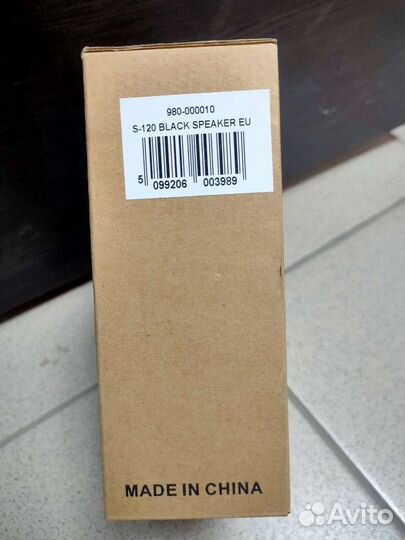 980-000010
S-120 BLACK SPEAKER EU
5 099206 003989
MADE IN CHINA
Avito